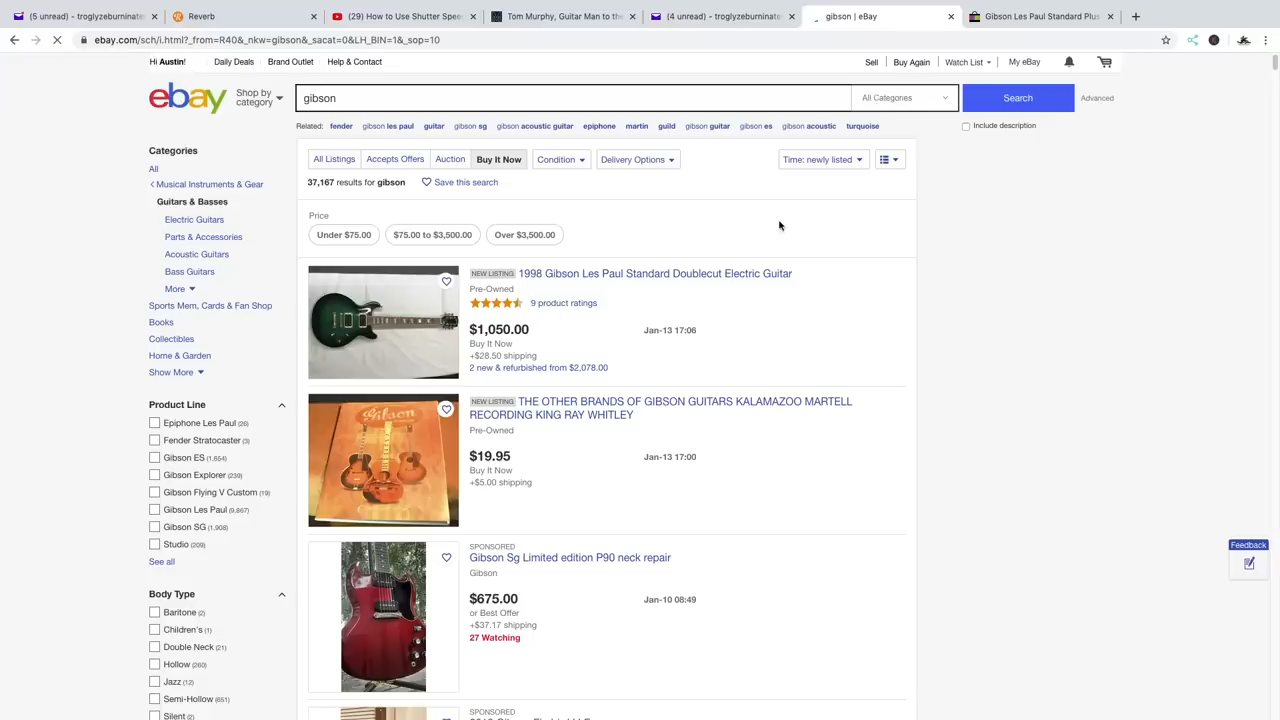 (5 unread) - troglyzeburninate
Reverb
(29) How to Use Shutter Spee
Tom Murphy, Guitar Man to the
(4 unread) - troglyzeburninate
gibson | eBay
Gibson Les Paul Standard Plus
ebay.com/sch/i.html?_from=R40&_nkw=gibson&_sacat=0&LH_BIN=1&_sop=10
Hi Austin! Daily Deals Brand Outlet Help & Contact Sell Buy Again Watch List My eBay
ebay Shop by category gibson All Categories Search Advanced
Related: fender gibson les paul guitar gibson sg gibson acoustic guitar epiphone martin guild gibson guitar gibson es gibson acoustic turquoise Include description
Categories
All
Musical Instruments & Gear
Guitars & Basses
Electric Guitars
Parts & Accessories
Acoustic Guitars
Bass Guitars
More
Sports Mem, Cards & Fan Shop
Books
Collectibles
Home & Garden
Show More
Product Line
Epiphone Les Paul (26)
Fender Stratocaster (3)
Gibson ES (1,654)
Gibson Explorer (239)
Gibson Flying V Custom (19)
Gibson Les Paul (9,867)
Gibson SG (1,908)
Studio (209)
See all
Body Type
Baritone (2)
Children's (1)
Double Neck (21)
Hollow (260)
Jazz (12)
Semi-Hollow (651)
Silent (2)
All Listings Accepts Offers Auction Buy It Now Condition Delivery Options Time: newly listed
37,167 results for gibson Save this search
Price
Under $75.00 $75.00 to $3,500.00 Over $3,500.00
NEW LISTING 1998 Gibson Les Paul Standard Doublecut Electric Guitar
Pre-Owned
9 product ratings
$1,050.00 Jan-13 17:06
Buy It Now
+$28.50 shipping
2 new & refurbished from $2,078.00
Gibson
NEW LISTING THE OTHER BRANDS OF GIBSON GUITARS KALAMAZOO MARTELL
RECORDING KING RAY WHITLEY
Pre-Owned
$19.95 Jan-13 17:00
Buy It Now
+$5.00 shipping
SPONSORED
Gibson Sg Limited edition P90 neck repair
Gibson
$675.00 Jan-10 08:49
or Best Offer
+$37.17 shipping
27 Watching
SPONSORED
Feedback